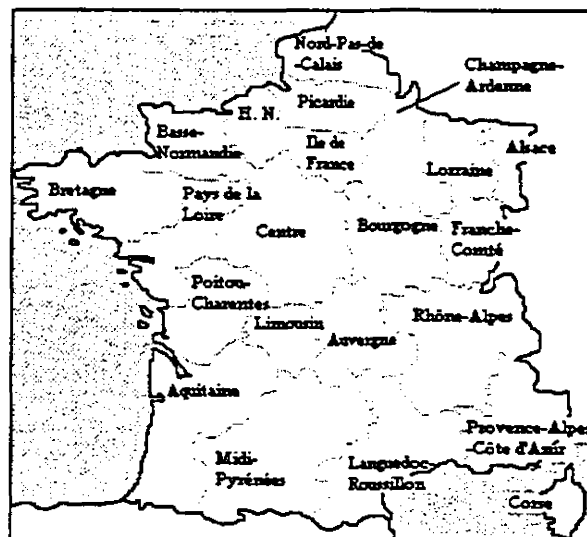 Nord-Pas-de
-Calais
Champagne-
Ardenne
Picardie
H. N.
Basse-
Normandie
Ile de
France
Alsace
Lorraine
Bretagne
Pays de la
Loire
Centre
Bourgogne
Franche-
Comté
Poitou-
Charentes
Limousin
Auvergne
Rhône-Alpes
Aquitaine
Provence-Alpes
-Côte d'Azur
Midi-
Pyrénées
Languedoc-
Roussillon
Corse